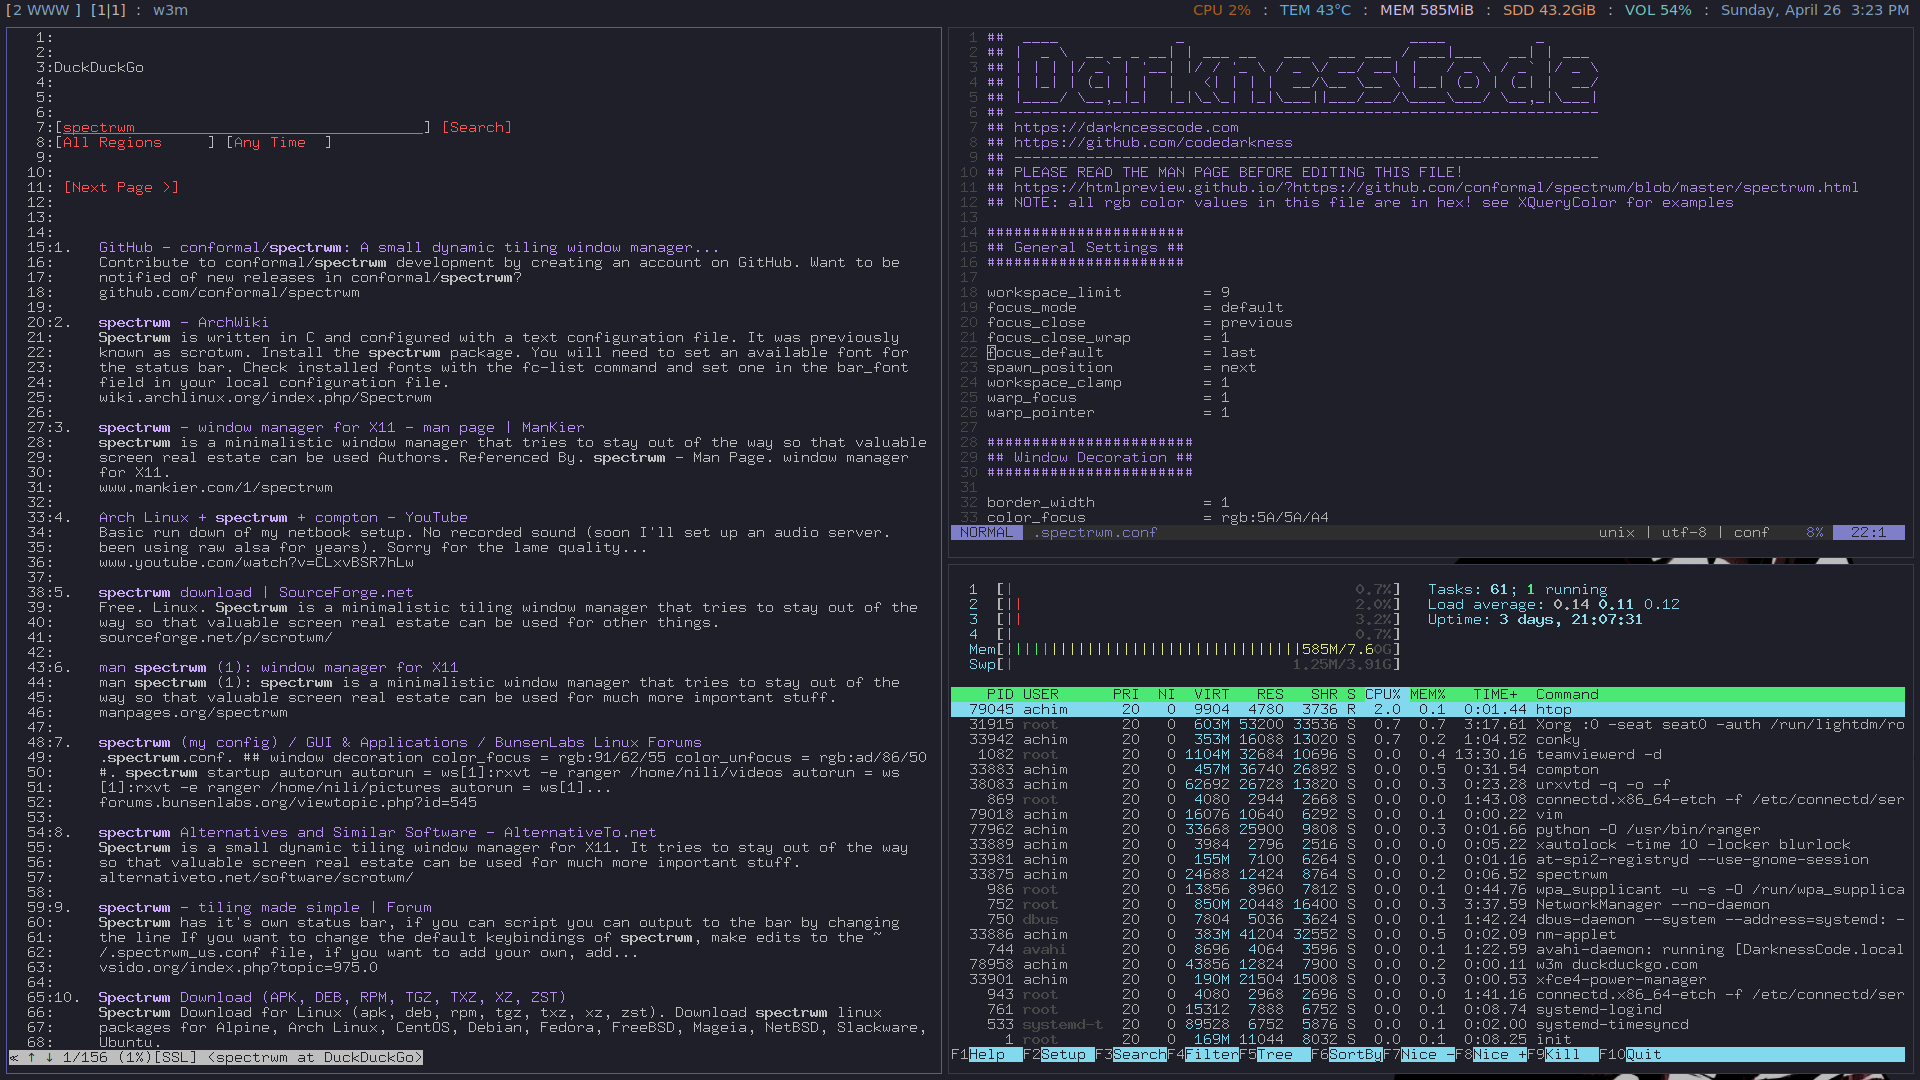 [2 WWW ] [1|1] : w3m
CPU 2% : TEM 43°C : MEM 585MiB : SDD 43.2GiB : VOL 54% : Sunday, April 26 3:23 PM
1:
2:
3:DuckDuckGo
4:
5:
6:
7:[spectrwm] [Search]
8:[All Regions ] [Any Time ]
9:
10:
11: [Next Page >]
12:
13:
14:
15:1. GitHub - conformal/spectrwm: A small dynamic tiling window manager...
16: Contribute to conformal/spectrwm development by creating an account on GitHub. Want to be
17: notified of new releases in conformal/spectrwm?
18: github.com/conformal/spectrwm
19:
20:2. spectrwm - ArchWiki
21: Spectrwm is written in C and configured with a text configuration file. It was previously
22: known as scrotwm. Install the spectrwm package. You will need to set an available font for
23: the status bar. Check installed fonts with the fc-list command and set one in the bar_font
24: field in your local configuration file.
25: wiki.archlinux.org/index.php/Spectrwm
26:
27:3. spectrwm - window manager for X11 - man page | ManKier
28: spectrwm is a minimalistic window manager that tries to stay out of the way so that valuable
29: screen real estate can be used Authors. Referenced By. spectrwm - Man Page. window manager
30: for X11.
31: www.mankier.com/1/spectrwm
32:
33:4. Arch Linux + spectrwm + compton - YouTube
34: Basic run down of my netbook setup. No recorded sound (soon I'll set up an audio server.
35: been using raw alsa for years). Sorry for the lame quality...
36: www.youtube.com/watch?v=CLxvBSR7hLw
37:
38:5. spectrwm download | SourceForge.net
39: Free. Linux. Spectrwm is a minimalistic tiling window manager that tries to stay out of the
40: way so that valuable screen real estate can be used for other things.
41: sourceforge.net/p/scrotwm/
42:
43:6. man spectrwm (1): window manager for X11
44: man spectrwm (1): spectrwm is a minimalistic window manager that tries to stay out of the
45: way so that valuable screen real estate can be used for much more important stuff.
46: manpages.org/spectrwm
47:
48:7. spectrwm (my config) / GUI & Applications / BunsenLabs Linux Forums
49: .spectrwm.conf. ## window decoration color_focus = rgb:91/62/55 color_unfocus = rgb:ad/86/50
50: #. spectrwm startup autorun autorun = ws[1]:rxvt -e ranger /home/nili/videos autorun = ws
51: [1]:rxvt -e ranger /home/nili/pictures autorun = ws[1]...
52: forums.bunsenlabs.org/viewtopic.php?id=545
53:
54:8. spectrwm Alternatives and Similar Software - AlternativeTo.net
55: Spectrwm is a small dynamic tiling window manager for X11. It tries to stay out of the way
56: so that valuable screen real estate can be used for much more important stuff.
57: alternativeto.net/software/scrotwm/
58:
59:9. spectrwm - tiling made simple | Forum
60: Spectrwm has it's own status bar, if you can script you can output to the bar by changing
61: the line If you want to change the default keybindings of spectrwm, make edits to the ~
62: /.spectrwm_us.conf file, if you want to add your own, add...
63: vsido.org/index.php?topic=975.0
64:
65:10. Spectrwm Download (APK, DEB, RPM, TGZ, TXZ, XZ, ZST)
66: Spectrwm Download for Linux (apk, deb, rpm, tgz, txz, xz, zst). Download spectrwm linux
67: packages for Alpine, Arch Linux, CentOS, Debian, Fedora, FreeBSD, Mageia, NetBSD, Slackware,
68: Ubuntu.
≪ ↑ ↓ 1/156 (1%)[SSL] <spectrwm at DuckDuckGo>
DarknessCode
6 ## -----------------------------------------------------------------
7 ## https://darkncesscode.com
8 ## https://github.com/codedarkness
9 ## -----------------------------------------------------------------
10 ## PLEASE READ THE MAN PAGE BEFORE EDITING THIS FILE!
11 ## https://htmlpreview.github.io/?https://github.com/conformal/spectrwm/blob/master/spectrwm.html
12 ## NOTE: all rgb color values in this file are in hex! see XQueryColor for examples
13
14 ######################
15 ## General Settings ##
16 ######################
17
18 workspace_limit = 9
19 focus_mode = default
20 focus_close = previous
21 focus_close_wrap = 1
22 focus_default = last
23 spawn_position = next
24 workspace_clamp = 1
25 warp_focus = 1
26 warp_pointer = 1
27
28 #######################
29 ## Window Decoration ##
30 #######################
31
32 border_width = 1
33 color_focus = rgb:5A/5A/A4
NORMAL .spectrwm.conf unix | utf-8 | conf 8% 22:1
1 [| 0.7%] Tasks: 61; 1 running
2 [|| 2.0%] Load average: 0.14 0.11 0.12
3 [|| 3.2%] Uptime: 3 days, 21:07:31
4 [| 0.7%]
Mem[|||||||||||||||||||||||||||||||||585M/7.60G]
Swp[| 1.25M/3.91G]
PID USER PRI NI VIRT RES SHR S CPU% MEM% TIME+ Command
79045 achim 20 0 9904 4780 3736 R 2.0 0.1 0:01.44 htop
31915 root 20 0 603M 53200 33536 S 0.7 0.7 3:17.61 Xorg :0 -seat seat0 -auth /run/lightdm/ro
33942 achim 20 0 353M 16088 13020 S 0.7 0.2 1:04.52 conky
1082 root 20 0 1104M 32684 10696 S 0.0 0.4 13:30.16 teamviewerd -d
33883 achim 20 0 457M 36740 26892 S 0.0 0.5 0:31.54 compton
38083 achim 20 0 62692 26728 13820 S 0.0 0.3 0:23.28 urxvtd -q -o -f
869 root 20 0 4080 2944 2668 S 0.0 0.0 1:43.08 connectd.x86_64-etch -f /etc/connectd/ser
79018 achim 20 0 16076 10640 6292 S 0.0 0.1 0:00.22 vim
77962 achim 20 0 33668 25900 9808 S 0.0 0.3 0:01.66 python -O /usr/bin/ranger
33889 achim 20 0 3984 2796 2516 S 0.0 0.0 0:05.22 xautolock -time 10 -locker blurlock
33981 achim 20 0 155M 7100 6264 S 0.0 0.1 0:01.16 at-spi2-registryd --use-gnome-session
33875 achim 20 0 24688 12424 8764 S 0.0 0.2 0:06.52 spectrwm
986 root 20 0 13856 8960 7812 S 0.0 0.1 0:44.76 wpa_supplicant -u -s -O /run/wpa_supplica
752 root 20 0 850M 20448 16400 S 0.0 0.3 3:37.59 NetworkManager --no-daemon
750 dbus 20 0 7804 5036 3624 S 0.0 0.1 1:42.24 dbus-daemon --system --address=systemd: -
33886 achim 20 0 383M 41204 32552 S 0.0 0.5 0:02.09 nm-applet
744 avahi 20 0 8696 4064 3596 S 0.0 0.1 1:22.59 avahi-daemon: running [DarknessCode.local
78958 achim 20 0 43856 12824 7900 S 0.0 0.2 0:00.11 w3m duckduckgo.com
33901 achim 20 0 190M 21504 15008 S 0.0 0.3 0:00.53 xfce4-power-manager
943 root 20 0 4080 2968 2696 S 0.0 0.0 1:41.16 connectd.x86_64-etch -f /etc/connectd/ser
761 root 20 0 15312 7888 6752 S 0.0 0.1 0:08.74 systemd-logind
533 systemd-t 20 0 89528 6752 5876 S 0.0 0.1 0:02.00 systemd-timesyncd
1 root 20 0 169M 11044 8032 S 0.0 0.1 0:08.25 init
F1Help F2Setup F3SearchF4FilterF5Tree F6SortByF7Nice -F8Nice +F9Kill F10Quit